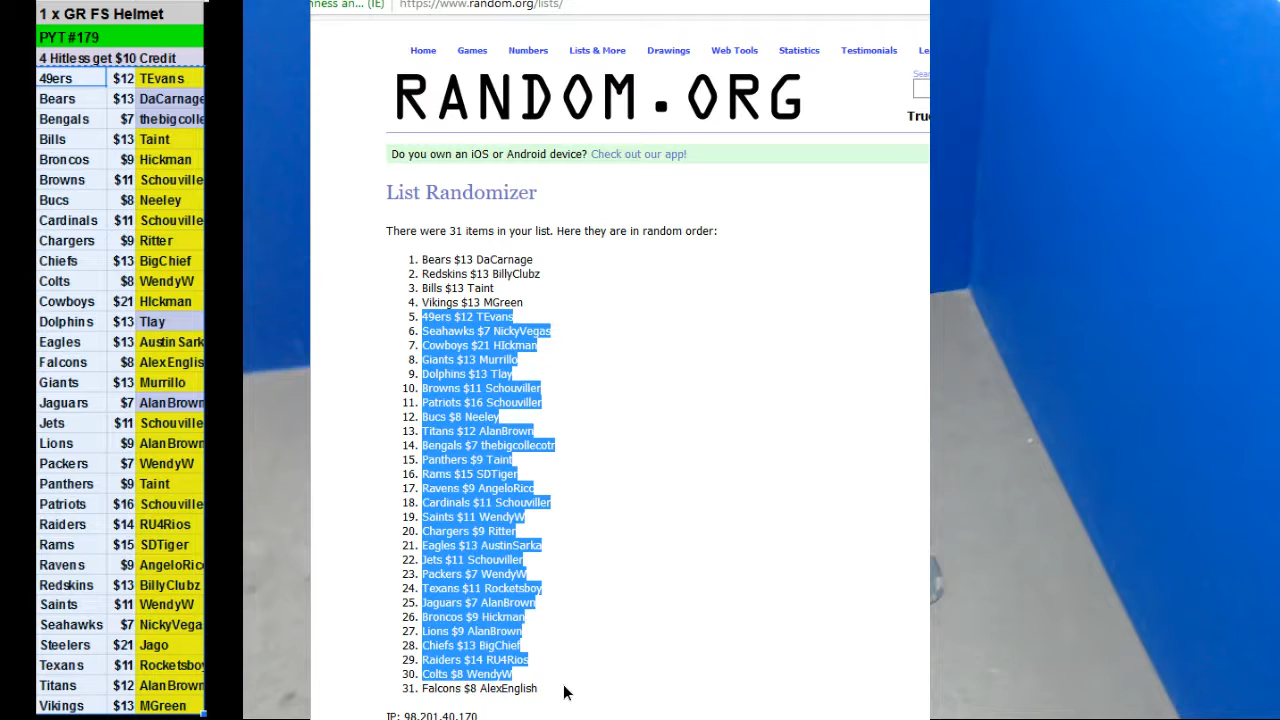 1 x GR FS Helmet
PYT #179
4 Hitless get $10 Credit
49ers $12 TEvans
Bears $13 DaCarnage
Bengals $7 thebigcolle
Bills $13 Taint
Broncos $9 Hickman
Browns $11 Schouville
Bucs $8 Neeley
Cardinals $11 Schouville
Chargers $9 Ritter
Chiefs $13 BigChief
Colts $8 WendyW
Cowboys $21 HIckman
Dolphins $13 Tlay
Eagles $13 Austin Sark
Falcons $8 AlexEnglis
Giants $13 Murrillo
Jaguars $7 AlanBrown
Jets $11 Schouville
Lions $9 AlanBrown
Packers $7 WendyW
Panthers $9 Taint
Patriots $16 Schouville
Raiders $14 RU4Rios
Rams $15 SDTiger
Ravens $9 AngeloRic
Redskins $13 BillyClubz
Saints $11 WendyW
Seahawks $7 NickyVega
Steelers $21 Jago
Texans $11 Rocketsboy
Titans $12 AlanBrown
Vikings $13 MGreen
(IE) https://www.random.org/lists/
Home Games Numbers Lists & More Drawings Web Tools Statistics Testimonials Le
RANDOM.ORG
Sear
Tru
Do you own an iOS or Android device? Check out our app!
List Randomizer
There were 31 items in your list. Here they are in random order:
1. Bears $13 DaCarnage
2. Redskins $13 BillyClubz
3. Bills $13 Taint
4. Vikings $13 MGreen
5. 49ers $12 TEvans
6. Seahawks $7 NickyVegas
7. Cowboys $21 HIckman
8. Giants $13 Murrillo
9. Dolphins $13 Tlay
10. Browns $11 Schouviller
11. Patriots $16 Schouviller
12. Bucs $8 Neeley
13. Titans $12 AlanBrown
14. Bengals $7 thebigcollecotr
15. Panthers $9 Taint
16. Rams $15 SDTiger
17. Ravens $9 AngeloRico
18. Cardinals $11 Schouviller
19. Saints $11 WendyW
20. Chargers $9 Ritter
21. Eagles $13 AustinSarka
22. Jets $11 Schouviller
23. Packers $7 WendyW
24. Texans $11 Rocketsboy
25. Jaguars $7 AlanBrown
26. Broncos $9 Hickman
27. Lions $9 AlanBrown
28. Chiefs $13 BigChief
29. Raiders $14 RU4Rios
30. Colts $8 WendyW
31. Falcons $8 AlexEnglish
IP: 98.201.40.170